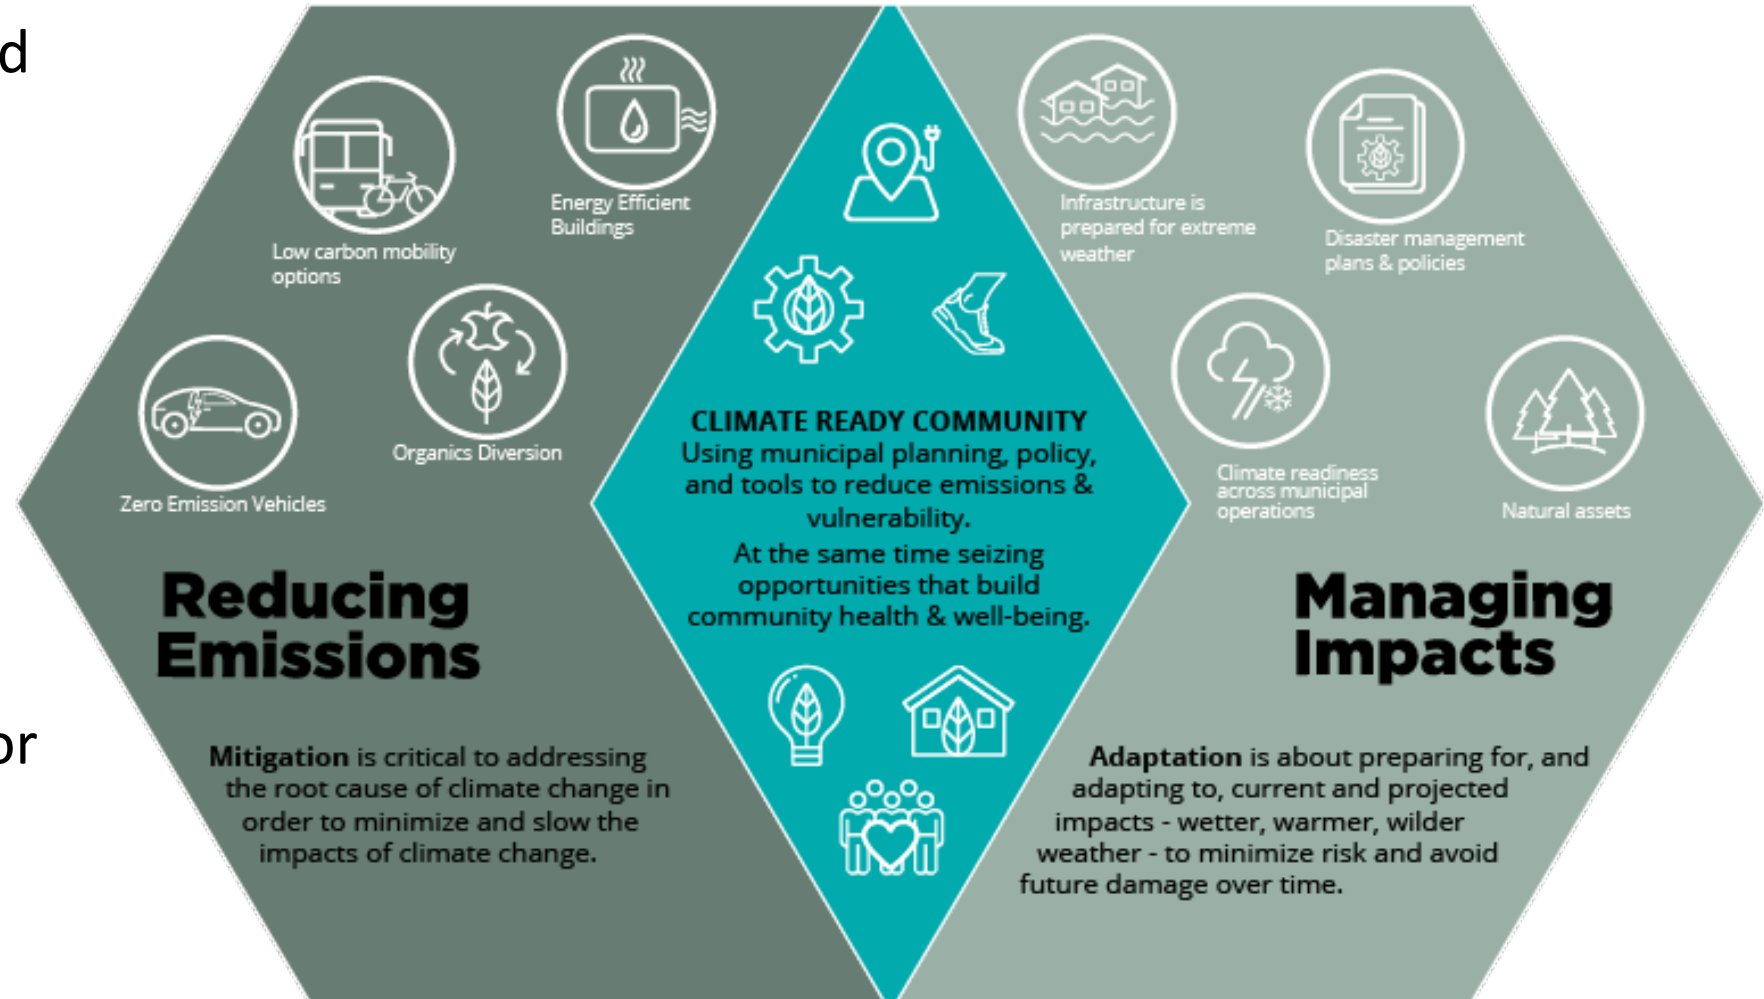 d
or
Low carbon mobility
options
Energy Efficient
Buildings
Zero Emission Vehicles
Organics Diversion
Reducing
Emissions
Mitigation is critical to addressing
the root cause of climate change in
order to minimize and slow the
impacts of climate change.
CLIMATE READY COMMUNITY
Using municipal planning, policy,
and tools to reduce emissions &
vulnerability.
At the same time seizing
opportunities that build
community health & well-being.
Infrastructure is
prepared for extreme
weather
Disaster management
plans & policies
Climate readiness
across municipal
operations
Natural assets
Managing
Impacts
Adaptation is about preparing for, and
adapting to, current and projected
impacts - wetter, warmer, wilder
weather - to minimize risk and avoid
future damage over time.